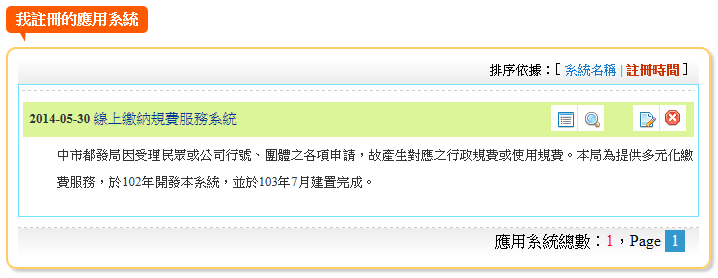 我註冊的應用系統
排序依據：[ 系統名稱 | 註冊時間 ]
2014-05-30 線上繳納規費服務系統
中市都發局因受理民眾或公司行號、團體之各項申請，故產生對應之行政規費或使用規費。本局為提供多元化繳
費服務，於102年開發本系統，並於103年7月建置完成。
應用系統總數：1，Page 1